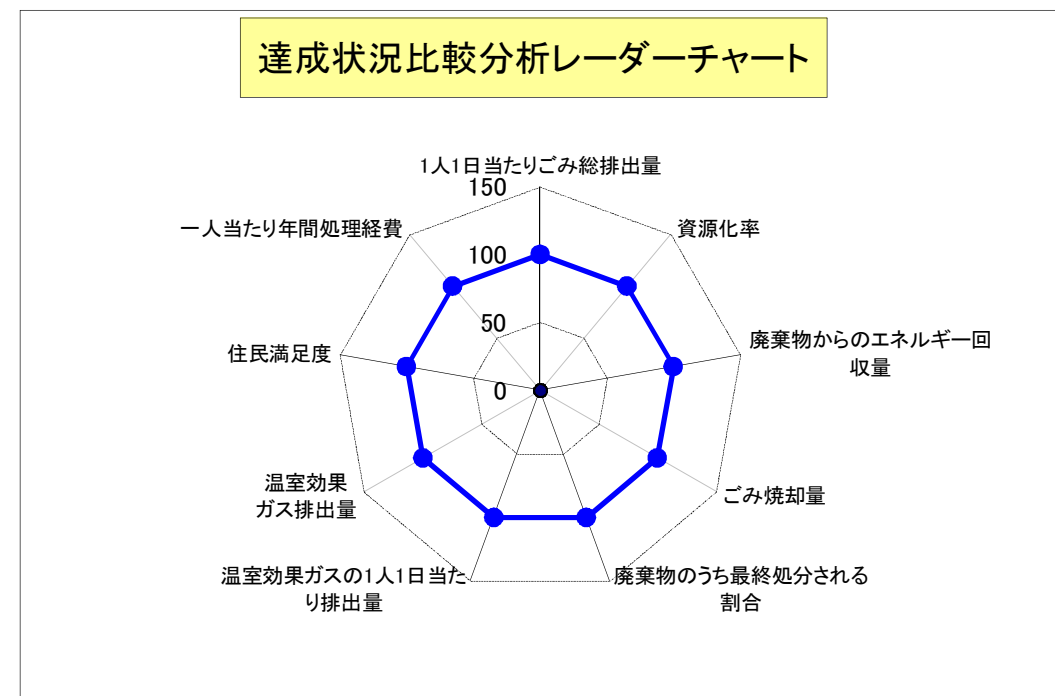 達成状況比較分析レーダーチャート
1人1日当たりごみ総排出量
150
100
50
0
資源化率
廃棄物からのエネルギー回
収量
ごみ焼却量
廃棄物のうち最終処分される
割合
温室効果ガスの1人1日当た
り排出量
温室効果
ガス排出量
住民満足度
一人当たり年間処理経費